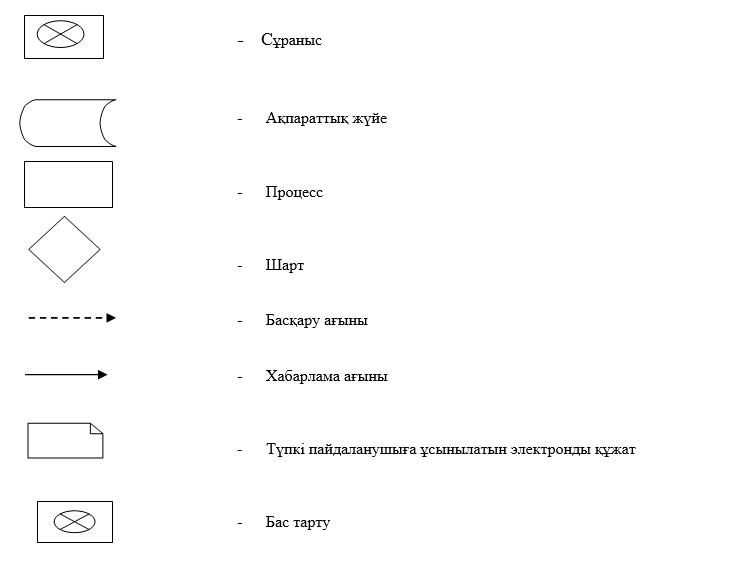 - Сұраныс
- Ақпараттық жүйе
- Процесс
- Шарт
- Басқару ағыны
- Хабарлама ағыны
- Түпкі пайдаланушыға ұсынылатын электронды құжат
- Бас тарту